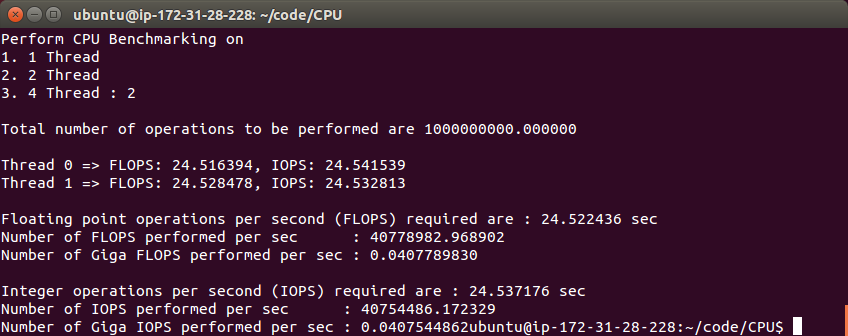 ubuntu@ip-172-31-28-228: ~/code/CPU
Perform CPU Benchmarking on
1. 1 Thread
2. 2 Thread
3. 4 Thread : 2
Total number of operations to be performed are 1000000000.000000
Thread 0 => FLOPS: 24.516394, IOPS: 24.541539
Thread 1 => FLOPS: 24.528478, IOPS: 24.532813
Floating point operations per second (FLOPS) required are : 24.522436 sec
Number of FLOPS performed per sec      : 40778982.968902
Number of Giga FLOPS performed per sec : 0.0407789830
Integer operations per second (IOPS) required are : 24.537176 sec
Number of IOPS performed per sec      : 40754486.172329
Number of Giga IOPS performed per sec : 0.0407544862ubuntu@ip-172-31-28-228:~/code/CPU$